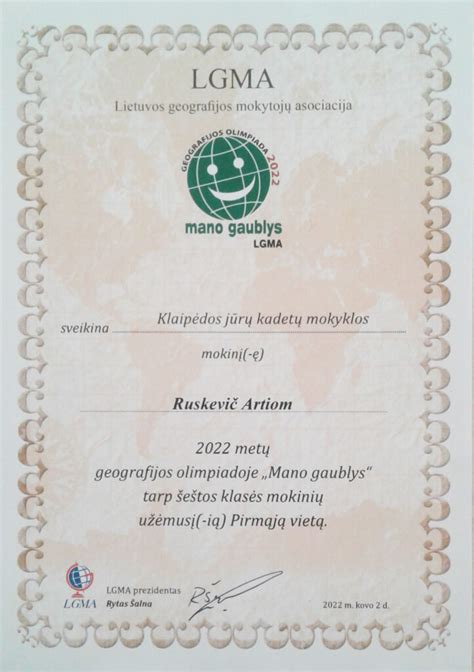 LGMA
Lietuvos geografijos mokytojų asociacija
GEOGRAFIJOS OLIMPIADA 2022
mano gaublys
LGMA
sveikina Klaipėdos jūrų kadetų mokyklos
mokinį(-ę)
Ruskevič Artiom
2022 metų
geografijos olimpiadoje „Mano gaublys“
tarp šeštos klasės mokinių
užėmusį(-ią) Pirmąją vietą.
LGMA
LGMA prezidentas
Rytas Šalna
2022 m. kovo 2 d.